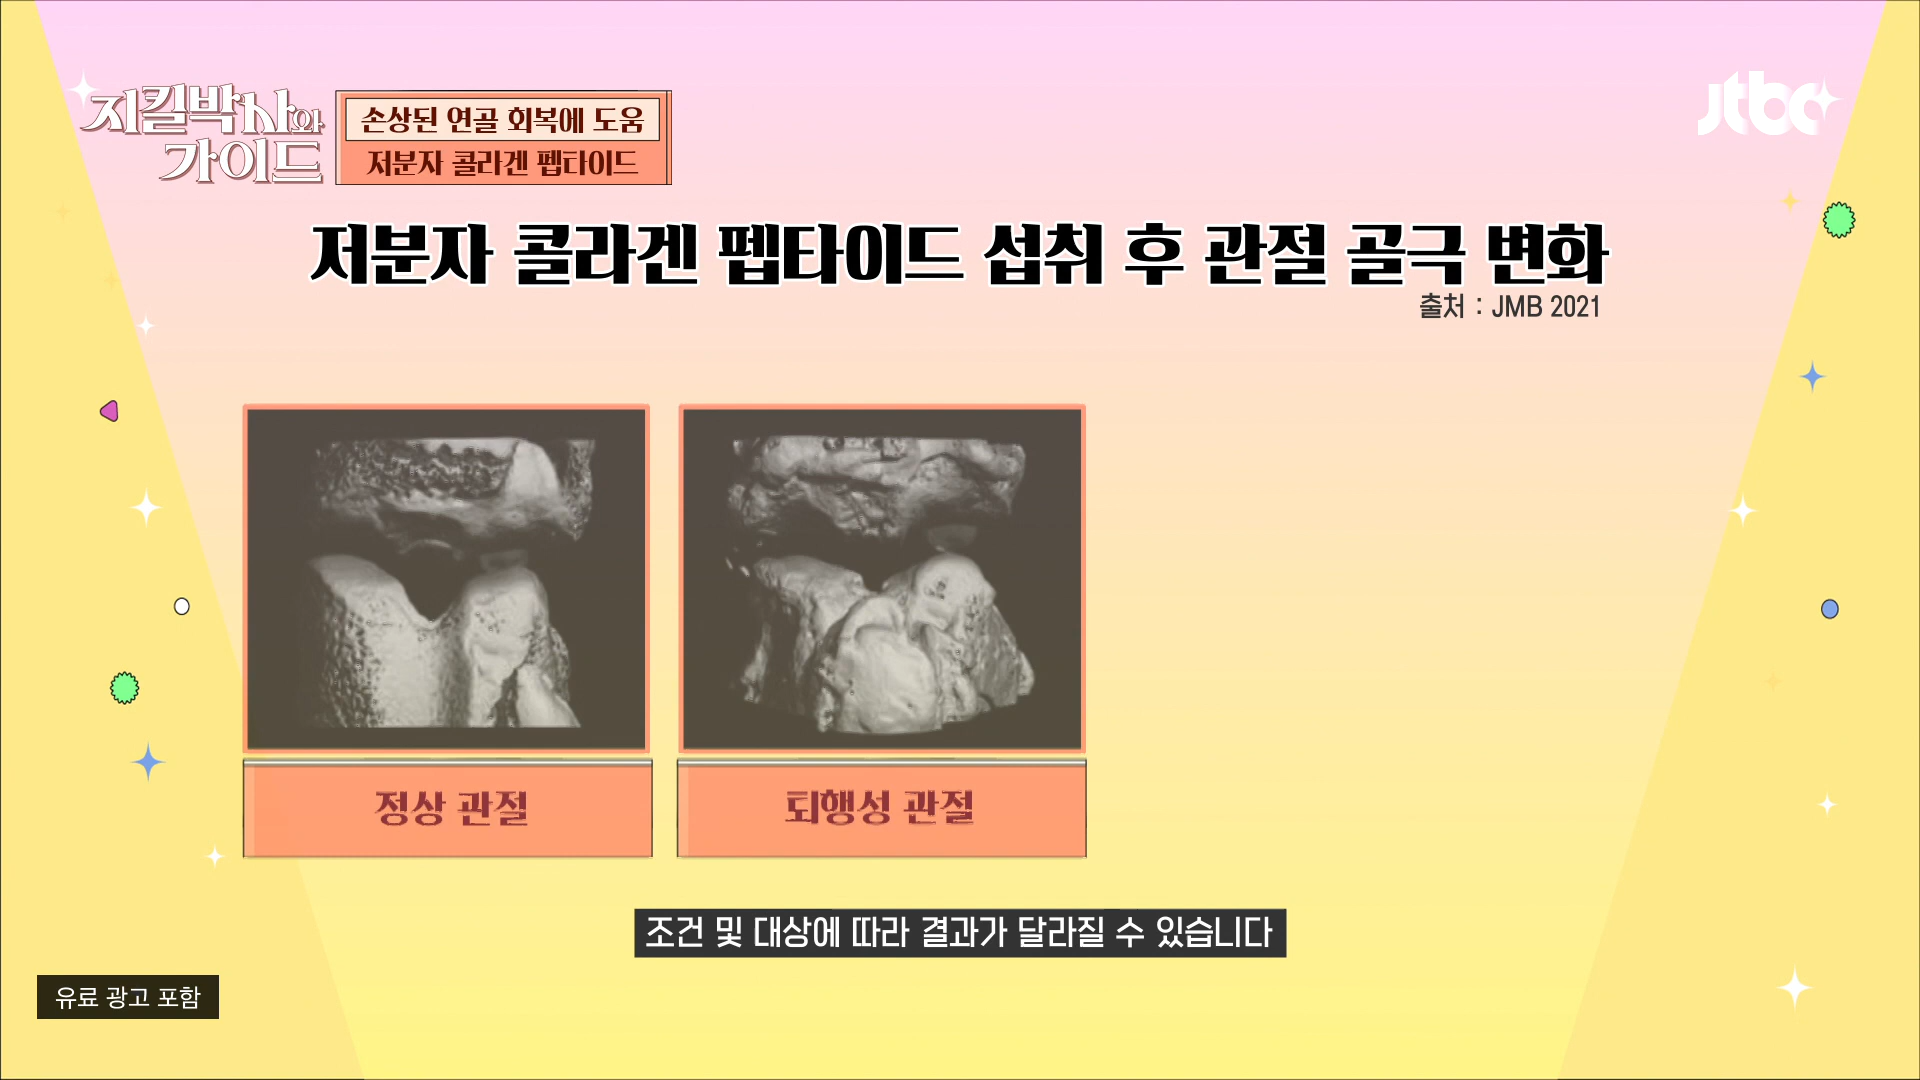 지킬박사와
가이드
손상된 연골 회복에 도움
저분자 콜라겐 펩타이드
jtbc
저분자 콜라겐 펩타이드 섭취 후 관절 골극 변화
출처 : JMB 2021
정상 관절
퇴행성 관절
조건 및 대상에 따라 결과가 달라질 수 있습니다
유료 광고 포함